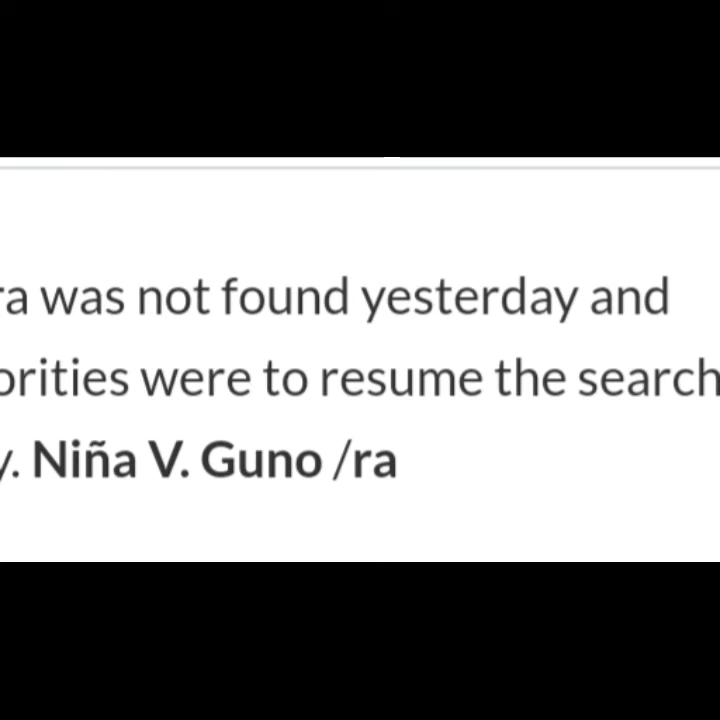 ra was not found yesterday and
orities were to resume the search
y. Niña V. Guno /ra